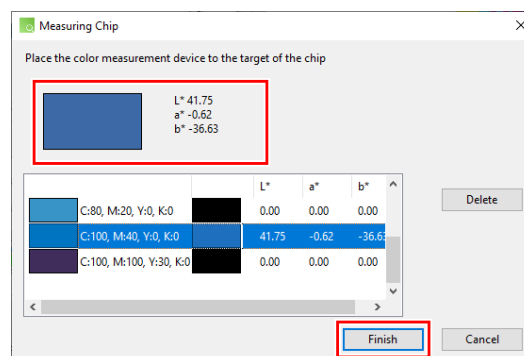 Measuring Chip
Place the color measurement device to the target of the chip
L* 41.75
a* -0.62
b* -36.63
L* a* b*
C:80, M:20, Y:0, K:0 0.00 0.00 0.00
Delete
C:100, M:40, Y:0, K:0 41.75 -0.62 -36.63
C:100, M:100, Y:30, K:0 0.00 0.00 0.00
Finish Cancel